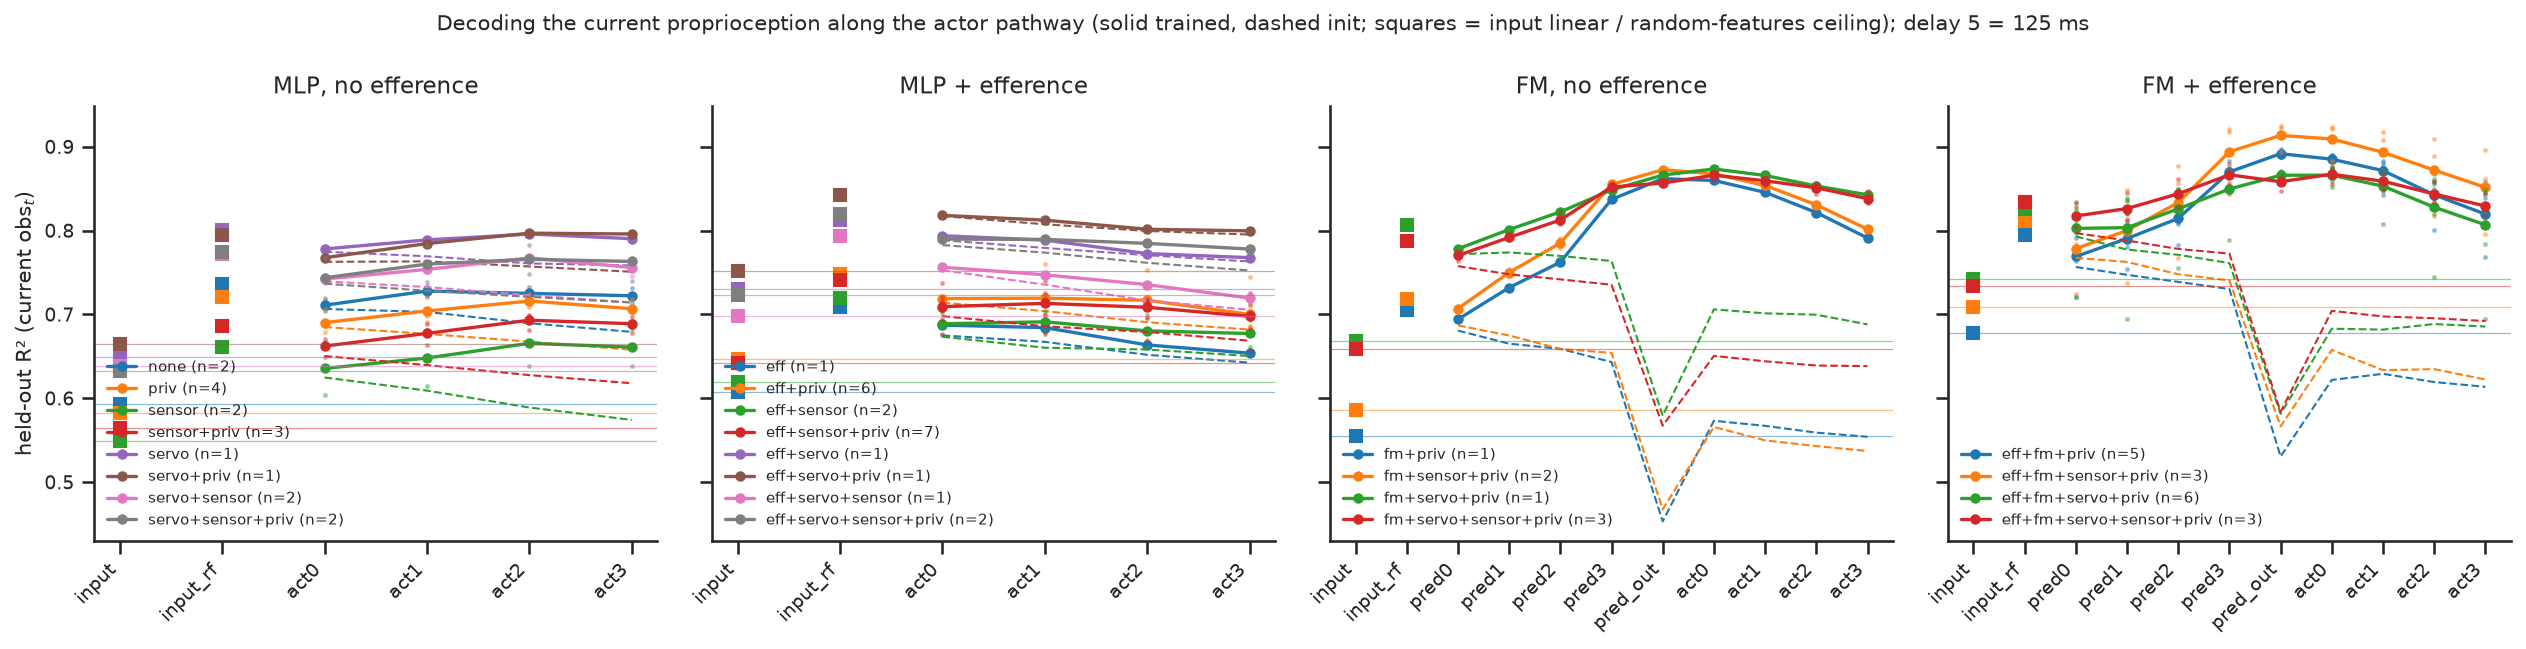 Decoding the current proprioception along the actor pathway (solid trained, dashed init; squares = input linear / random-features ceiling); delay 5 = 125 ms
MLP, no efference
MLP + efference
FM, no efference
FM + efference
held-out R² (current obsₜ)
0.9
0.8
0.7
0.6
0.5
none (n=2)
priv (n=4)
sensor (n=2)
sensor+priv (n=3)
servo (n=1)
servo+priv (n=1)
servo+sensor (n=2)
servo+sensor+priv (n=2)
eff (n=1)
eff+priv (n=6)
eff+sensor (n=2)
eff+sensor+priv (n=7)
eff+servo (n=1)
eff+servo+priv (n=1)
eff+servo+sensor (n=1)
eff+servo+sensor+priv (n=2)
fm+priv (n=1)
fm+sensor+priv (n=2)
fm+servo+priv (n=1)
fm+servo+sensor+priv (n=3)
eff+fm+priv (n=5)
eff+fm+sensor+priv (n=3)
eff+fm+servo+priv (n=6)
eff+fm+servo+sensor+priv (n=3)
input
input_rf
act0
act1
act2
act3
input
input_rf
act0
act1
act2
act3
input
input_rf
pred0
pred1
pred2
pred3
pred_out
act0
act1
act2
act3
input
input_rf
pred0
pred1
pred2
pred3
pred_out
act0
act1
act2
act3